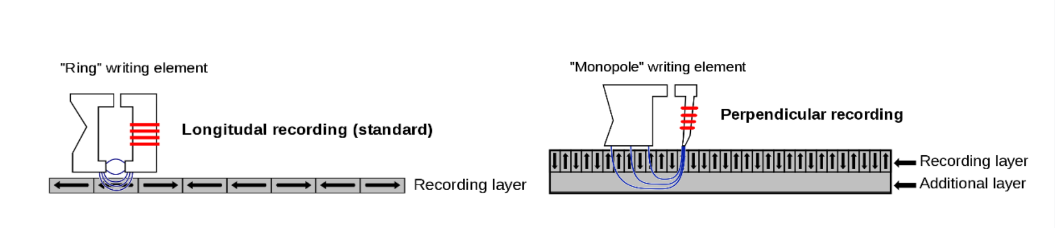 "Ring" writing element
Longitudal recording (standard)
Recording layer
"Monopole" writing element
Perpendicular recording
Recording layer
Additional layer